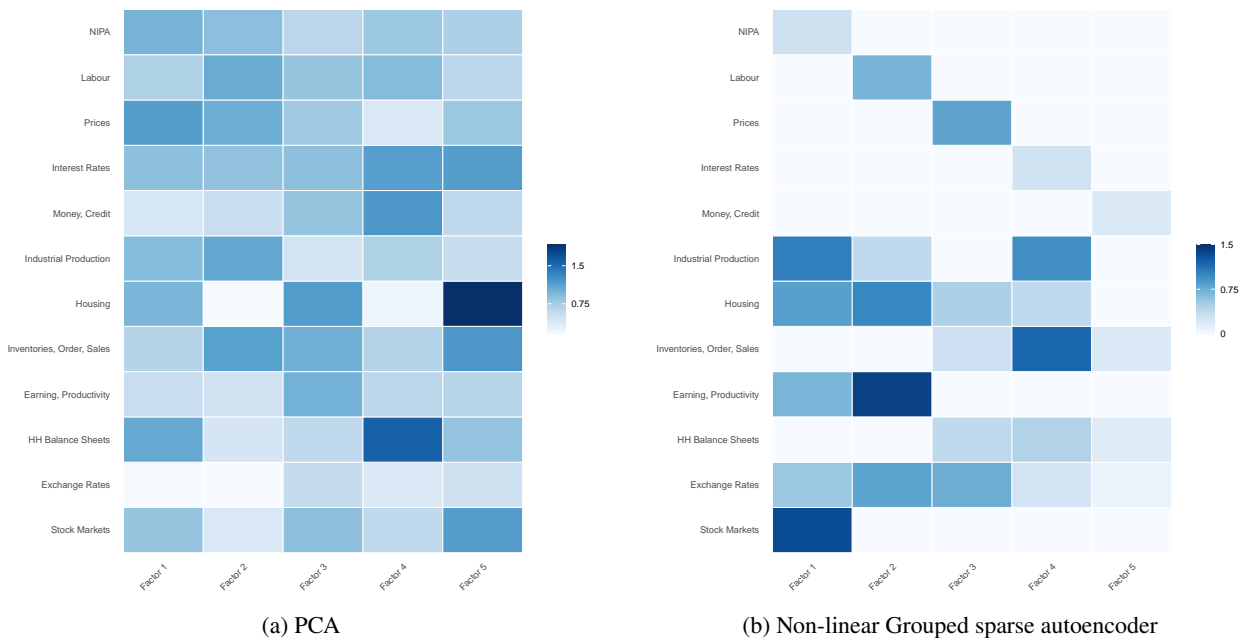 NIPA
Labour
Prices
Interest Rates
Money, Credit
Industrial Production
Housing
Inventories, Order, Sales
Earning, Productivity
HH Balance Sheets
Exchange Rates
Stock Markets
Factor 1
Factor 2
Factor 3
Factor 4
Factor 5
1.5
0.75
(a) PCA
NIPA
Labour
Prices
Interest Rates
Money, Credit
Industrial Production
Housing
Inventories, Order, Sales
Earning, Productivity
HH Balance Sheets
Exchange Rates
Stock Markets
Factor 1
Factor 2
Factor 3
Factor 4
Factor 5
1.5
0.75
0
(b) Non-linear Grouped sparse autoencoder